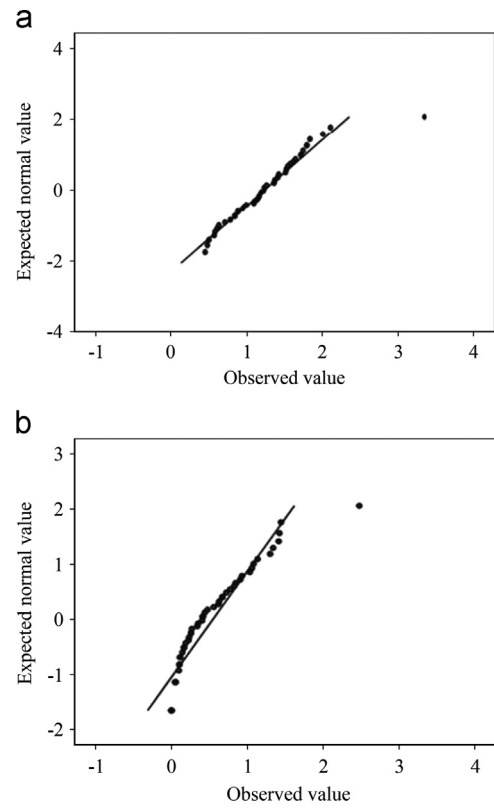 a
4
2
0
-2
-4
Expected normal value
-1 0 1 2 3 4
Observed value
b
3
2
1
0
-1
-2
Expected normal value
-1 0 1 2 3 4
Observed value